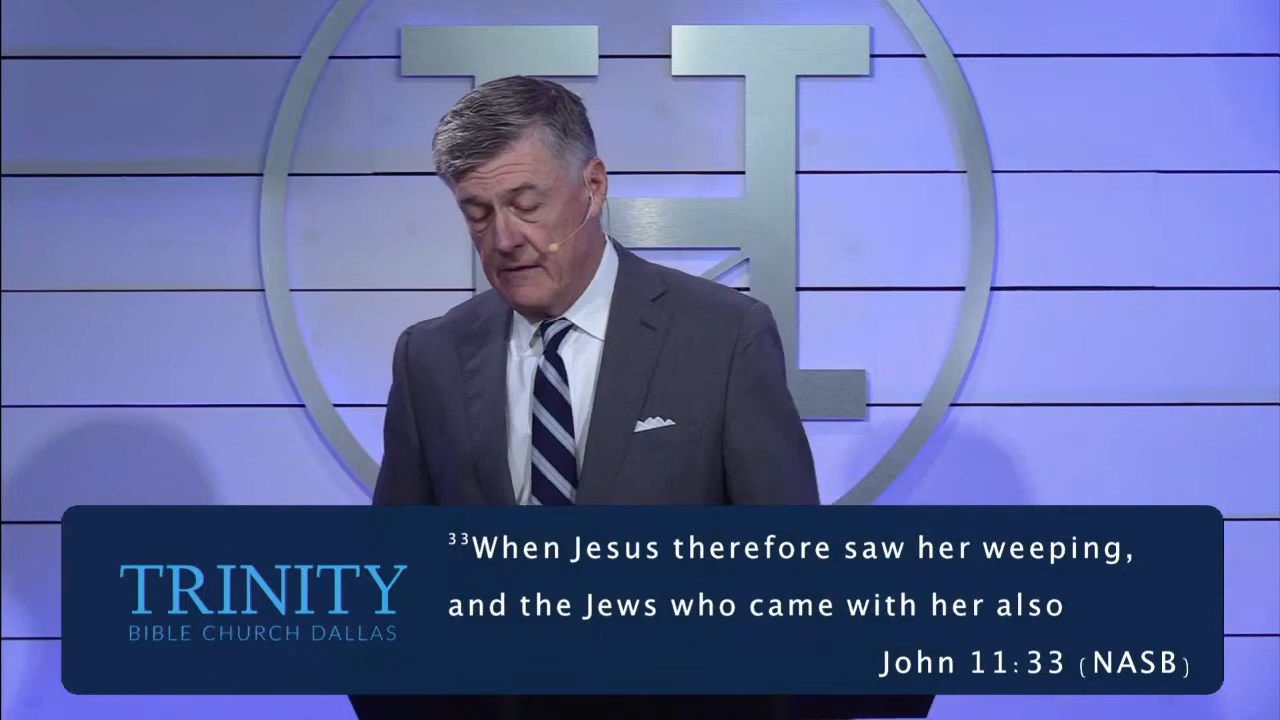 TRINITY
BIBLE CHURCH DALLAS
³³When Jesus therefore saw her weeping,
and the Jews who came with her also
John 11:33 (NASB)